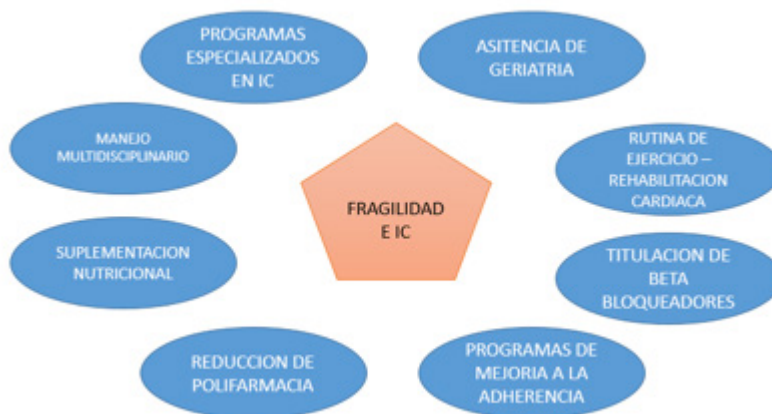 PROGRAMAS
ESPECIALIZADOS
EN IC
ASITENCIA DE
GERIATRIA
MANEJO
MULTIDISCIPLINARIO
RUTINA DE
EJERCICIO –
REHABILITACION
CARDIACA
FRAGILIDAD
E IC
SUPLEMENTACION
NUTRICIONAL
TITULACION DE
BETA
BLOQUEADORES
REDUCCION DE
POLIFARMACIA
PROGRAMAS DE
MEJORIA A LA
ADHERENCIA